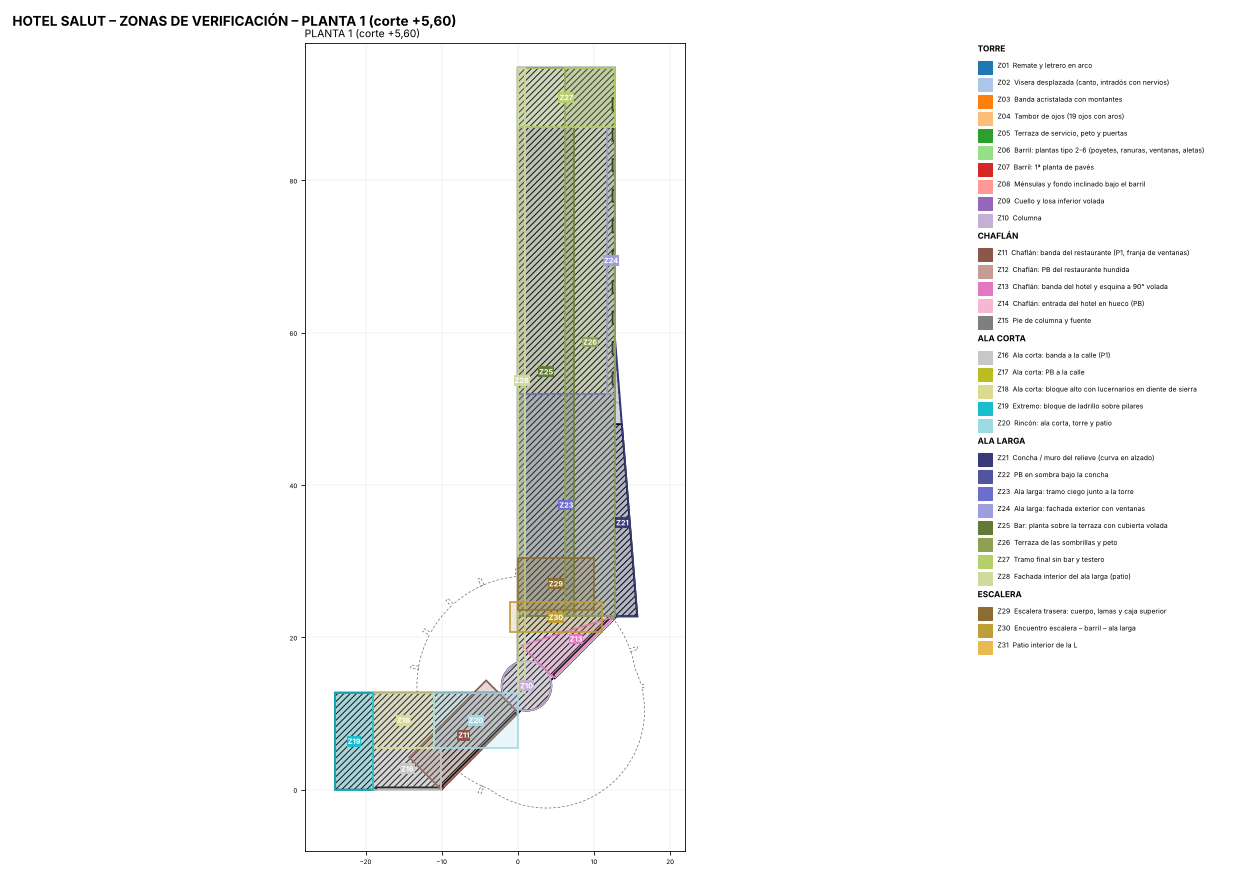 HOTEL SALUT – ZONAS DE VERIFICACIÓN – PLANTA 1 (corte +5,60)
PLANTA 1 (corte +5,60)
Z27
80
Z24
60
Z26
Z25
Z28
40
Z23
Z21
Z29
Z30
20
Z13
Z10
Z20
Z18
Z11
Z19
Z16
0
−20
−10
0
10
20
TORRE
Z01 Remate y letrero en arco
Z02 Visera desplazada (canto, intradós con nervios)
Z03 Banda acristalada con montantes
Z04 Tambor de ojos (19 ojos con aros)
Z05 Terraza de servicio, peto y puertas
Z06 Barril: plantas tipo 2-6 (poyetes, ranuras, ventanas, aletas)
Z07 Barril: 1ª planta de pavés
Z08 Ménsulas y fondo inclinado bajo el barril
Z09 Cuello y losa inferior volada
Z10 Columna
CHAFLÁN
Z11 Chaflán: banda del restaurante (P1, franja de ventanas)
Z12 Chaflán: PB del restaurante hundida
Z13 Chaflán: banda del hotel y esquina a 90° volada
Z14 Chaflán: entrada del hotel en hueco (PB)
Z15 Pie de columna y fuente
ALA CORTA
Z16 Ala corta: banda a la calle (P1)
Z17 Ala corta: PB a la calle
Z18 Ala corta: bloque alto con lucernarios en diente de sierra
Z19 Extremo: bloque de ladrillo sobre pilares
Z20 Rincón: ala corta, torre y patio
ALA LARGA
Z21 Concha / muro del relieve (curva en alzado)
Z22 PB en sombra bajo la concha
Z23 Ala larga: tramo ciego junto a la torre
Z24 Ala larga: fachada exterior con ventanas
Z25 Bar: planta sobre la terraza con cubierta volada
Z26 Terraza de las sombrillas y peto
Z27 Tramo final sin bar y testero
Z28 Fachada interior del ala larga (patio)
ESCALERA
Z29 Escalera trasera: cuerpo, lamas y caja superior
Z30 Encuentro escalera – barril – ala larga
Z31 Patio interior de la L